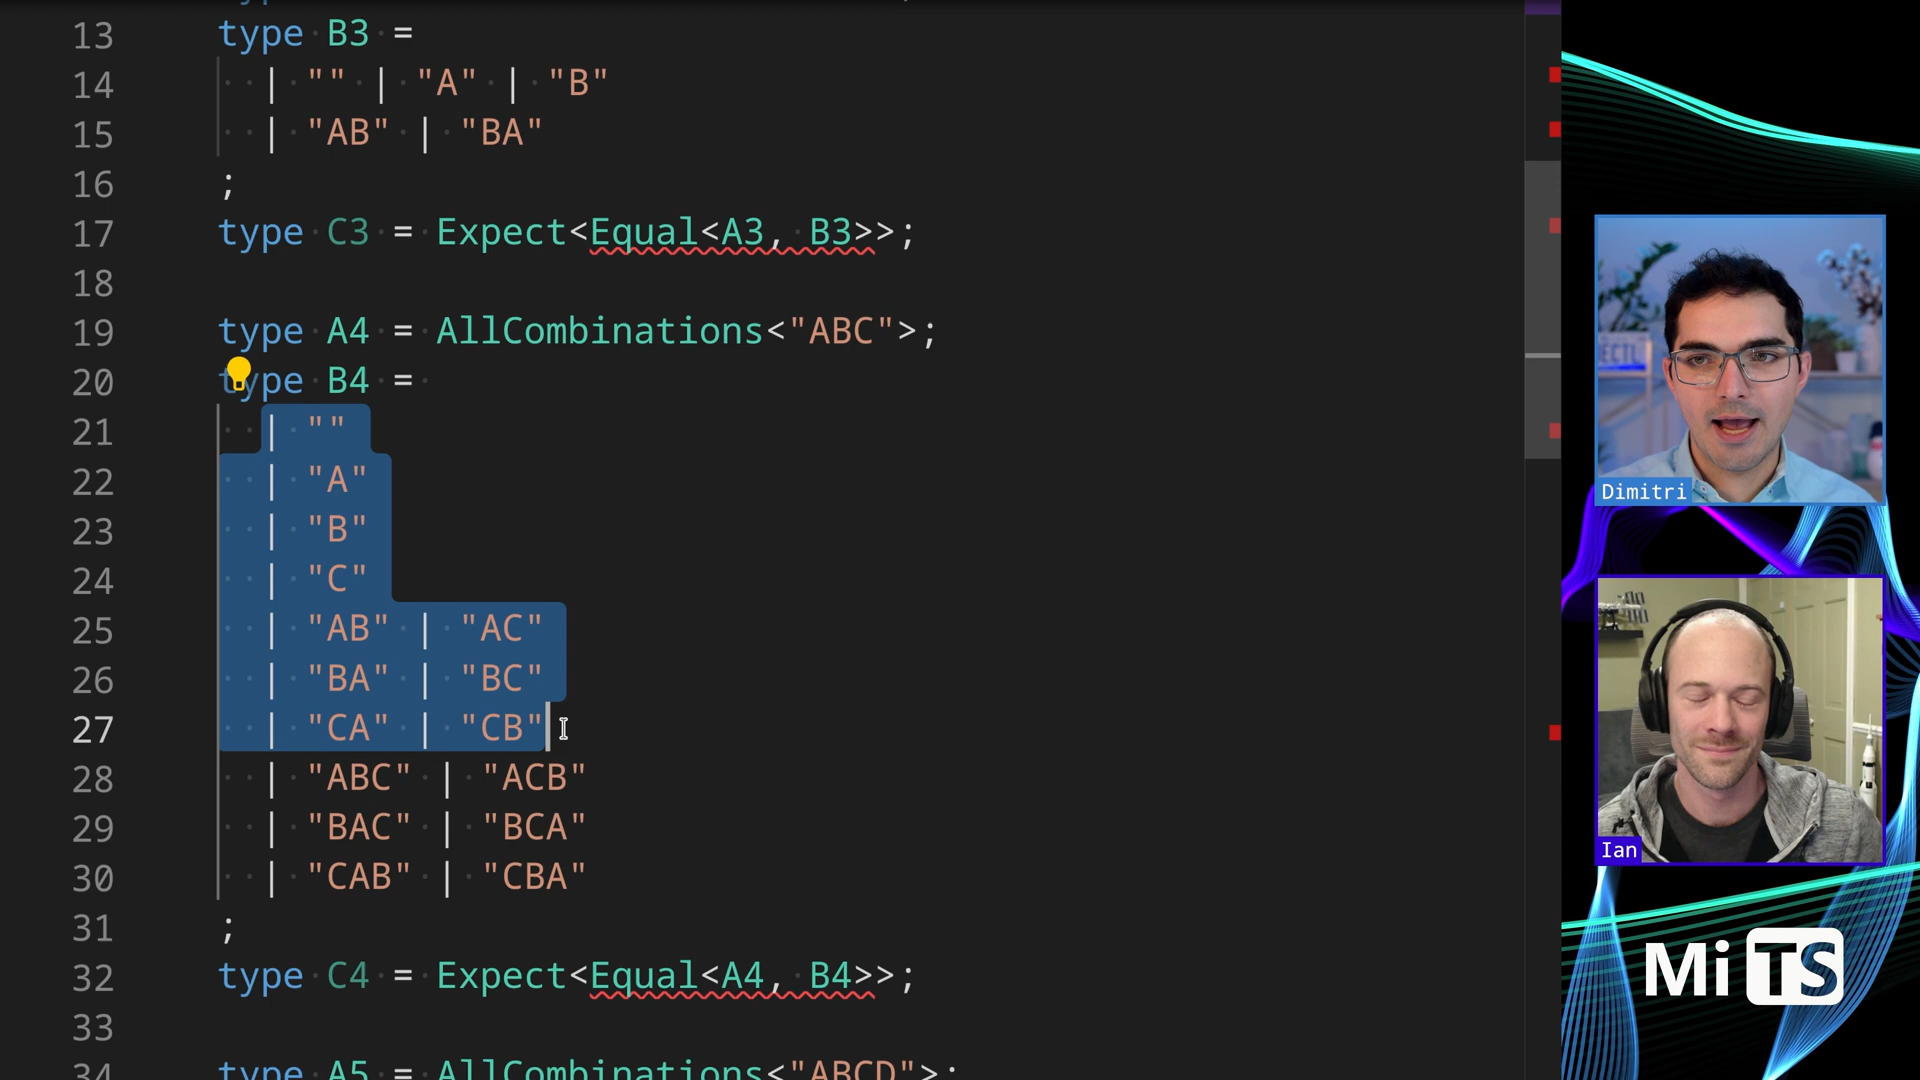 13 type B3 =
14 | "" | "A" | "B"
15 | "AB" | "BA"
16 ;
17 type C3 = Expect<Equal<A3, B3>>;
18
19 type A4 = AllCombinations<"ABC">;
20 type B4 =
21 | ""
22 | "A"
23 | "B"
24 | "C"
25 | "AB" | "AC"
26 | "BA" | "BC"
27 | "CA" | "CB"
28 | "ABC" | "ACB"
29 | "BAC" | "BCA"
30 | "CAB" | "CBA"
31 ;
32 type C4 = Expect<Equal<A4, B4>>;
33
34 type A5 = AllCombinations<"ABCD">;
Dimitri
Ian
MiTS